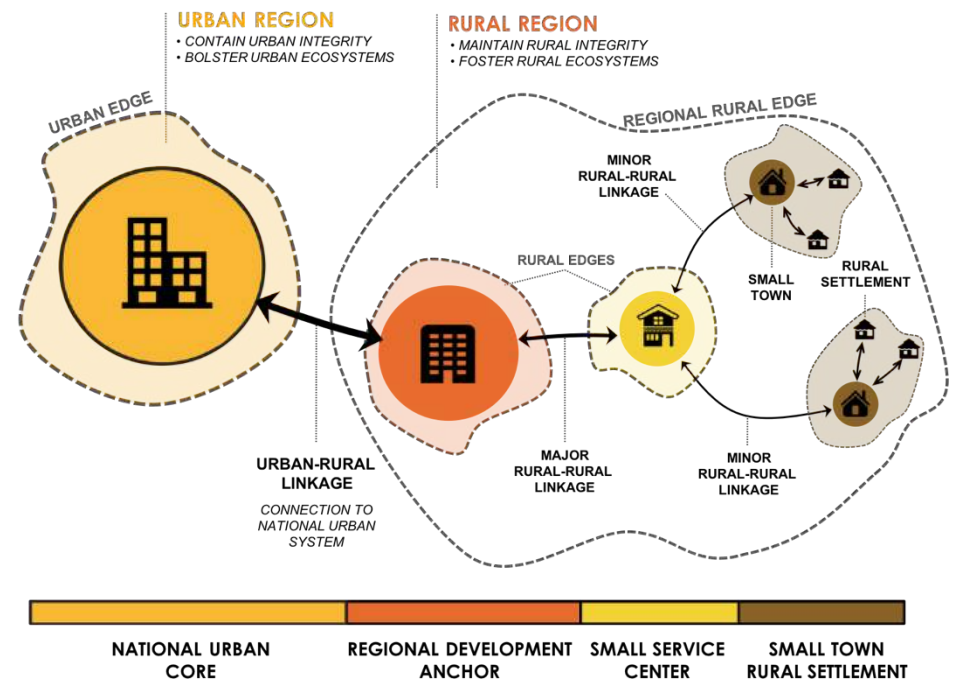 URBAN REGION
• CONTAIN URBAN INTEGRITY
• BOLSTER URBAN ECOSYSTEMS
RURAL REGION
• MAINTAIN RURAL INTEGRITY
• FOSTER RURAL ECOSYSTEMS
URBAN EDGE
REGIONAL RURAL EDGE
MINOR
RURAL-RURAL
LINKAGE
RURAL EDGES
SMALL
TOWN
RURAL
SETTLEMENT
URBAN-RURAL
LINKAGE
CONNECTION TO
NATIONAL URBAN
SYSTEM
MAJOR
RURAL-RURAL
LINKAGE
MINOR
RURAL-RURAL
LINKAGE
NATIONAL URBAN
CORE
REGIONAL DEVELOPMENT
ANCHOR
SMALL SERVICE
CENTER
SMALL TOWN
RURAL SETTLEMENT